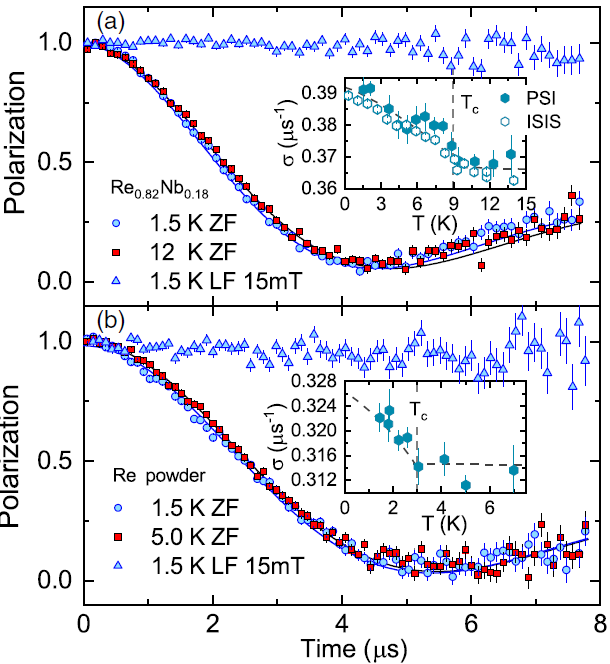 (a)
1.0
0.5
0.0
Polarization
Re0.82Nb0.18
1.5 K ZF
12 K ZF
1.5 K LF 15mT
0.39
0.38
0.37
0.36
σ (μs-1)
Tc
PSI
ISIS
0 3 6 9 12 15
T (K)
(b)
1.0
0.5
0.0
Polarization
Re powder
1.5 K ZF
5.0 K ZF
1.5 K LF 15mT
0.328
0.324
0.320
0.316
0.312
σ (μs-1)
Tc
0 2 4 6
T (K)
0 2 4 6 8
Time (μs)